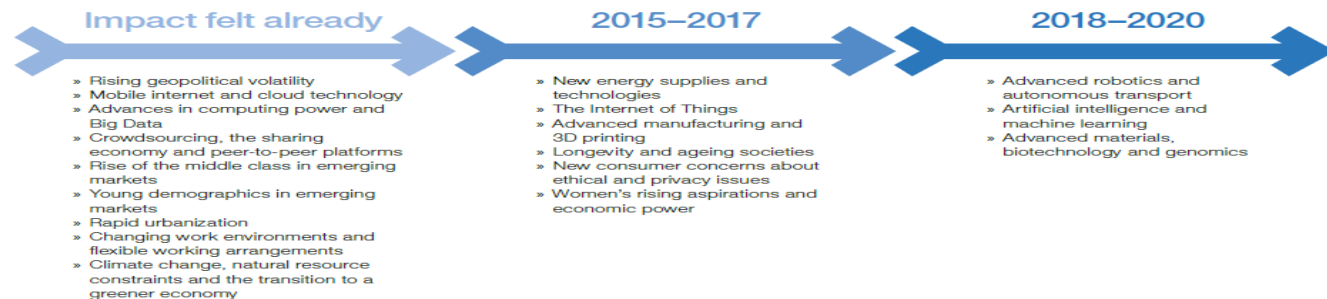 Impact felt already
» Rising geopolitical volatility
» Mobile internet and cloud technology
» Advances in computing power and
Big Data
» Crowdsourcing, the sharing
economy and peer-to-peer platforms
» Rise of the middle class in emerging
markets
» Young demographics in emerging
markets
» Rapid urbanization
» Changing work environments and
flexible working arrangements
» Climate change, natural resource
constraints and the transition to a
greener economy
2015–2017
» New energy supplies and
technologies
» The Internet of Things
» Advanced manufacturing and
3D printing
» Longevity and ageing societies
» New consumer concerns about
ethical and privacy issues
» Women's rising aspirations and
economic power
2018–2020
» Advanced robotics and
autonomous transport
» Artificial intelligence and
machine learning
» Advanced materials,
biotechnology and genomics